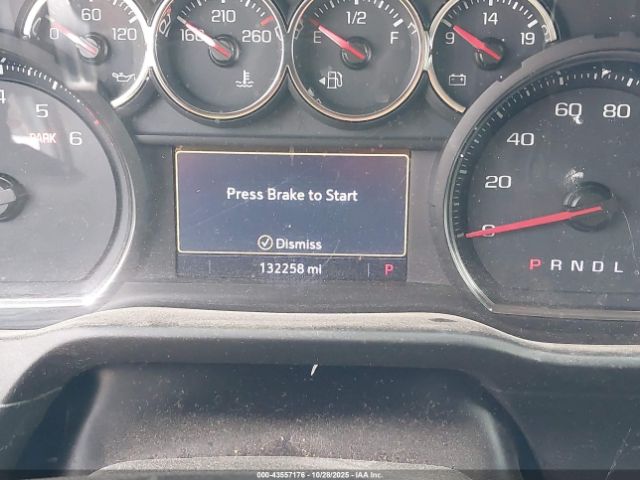 0 60 120
160 210 260
E 1/2 F
9 14 19
4 5 6
PARK
Press Brake to Start
Dismiss
132258 mi P
0 20 40 60 80
P R N D L
000-43557176 - 10/28/2025 - IAA Inc.